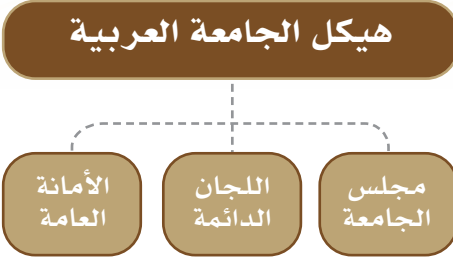 هيكل الجامعة العربية
مجلس
الجامعة
اللجان
الدائمة
الأمانة
العامة